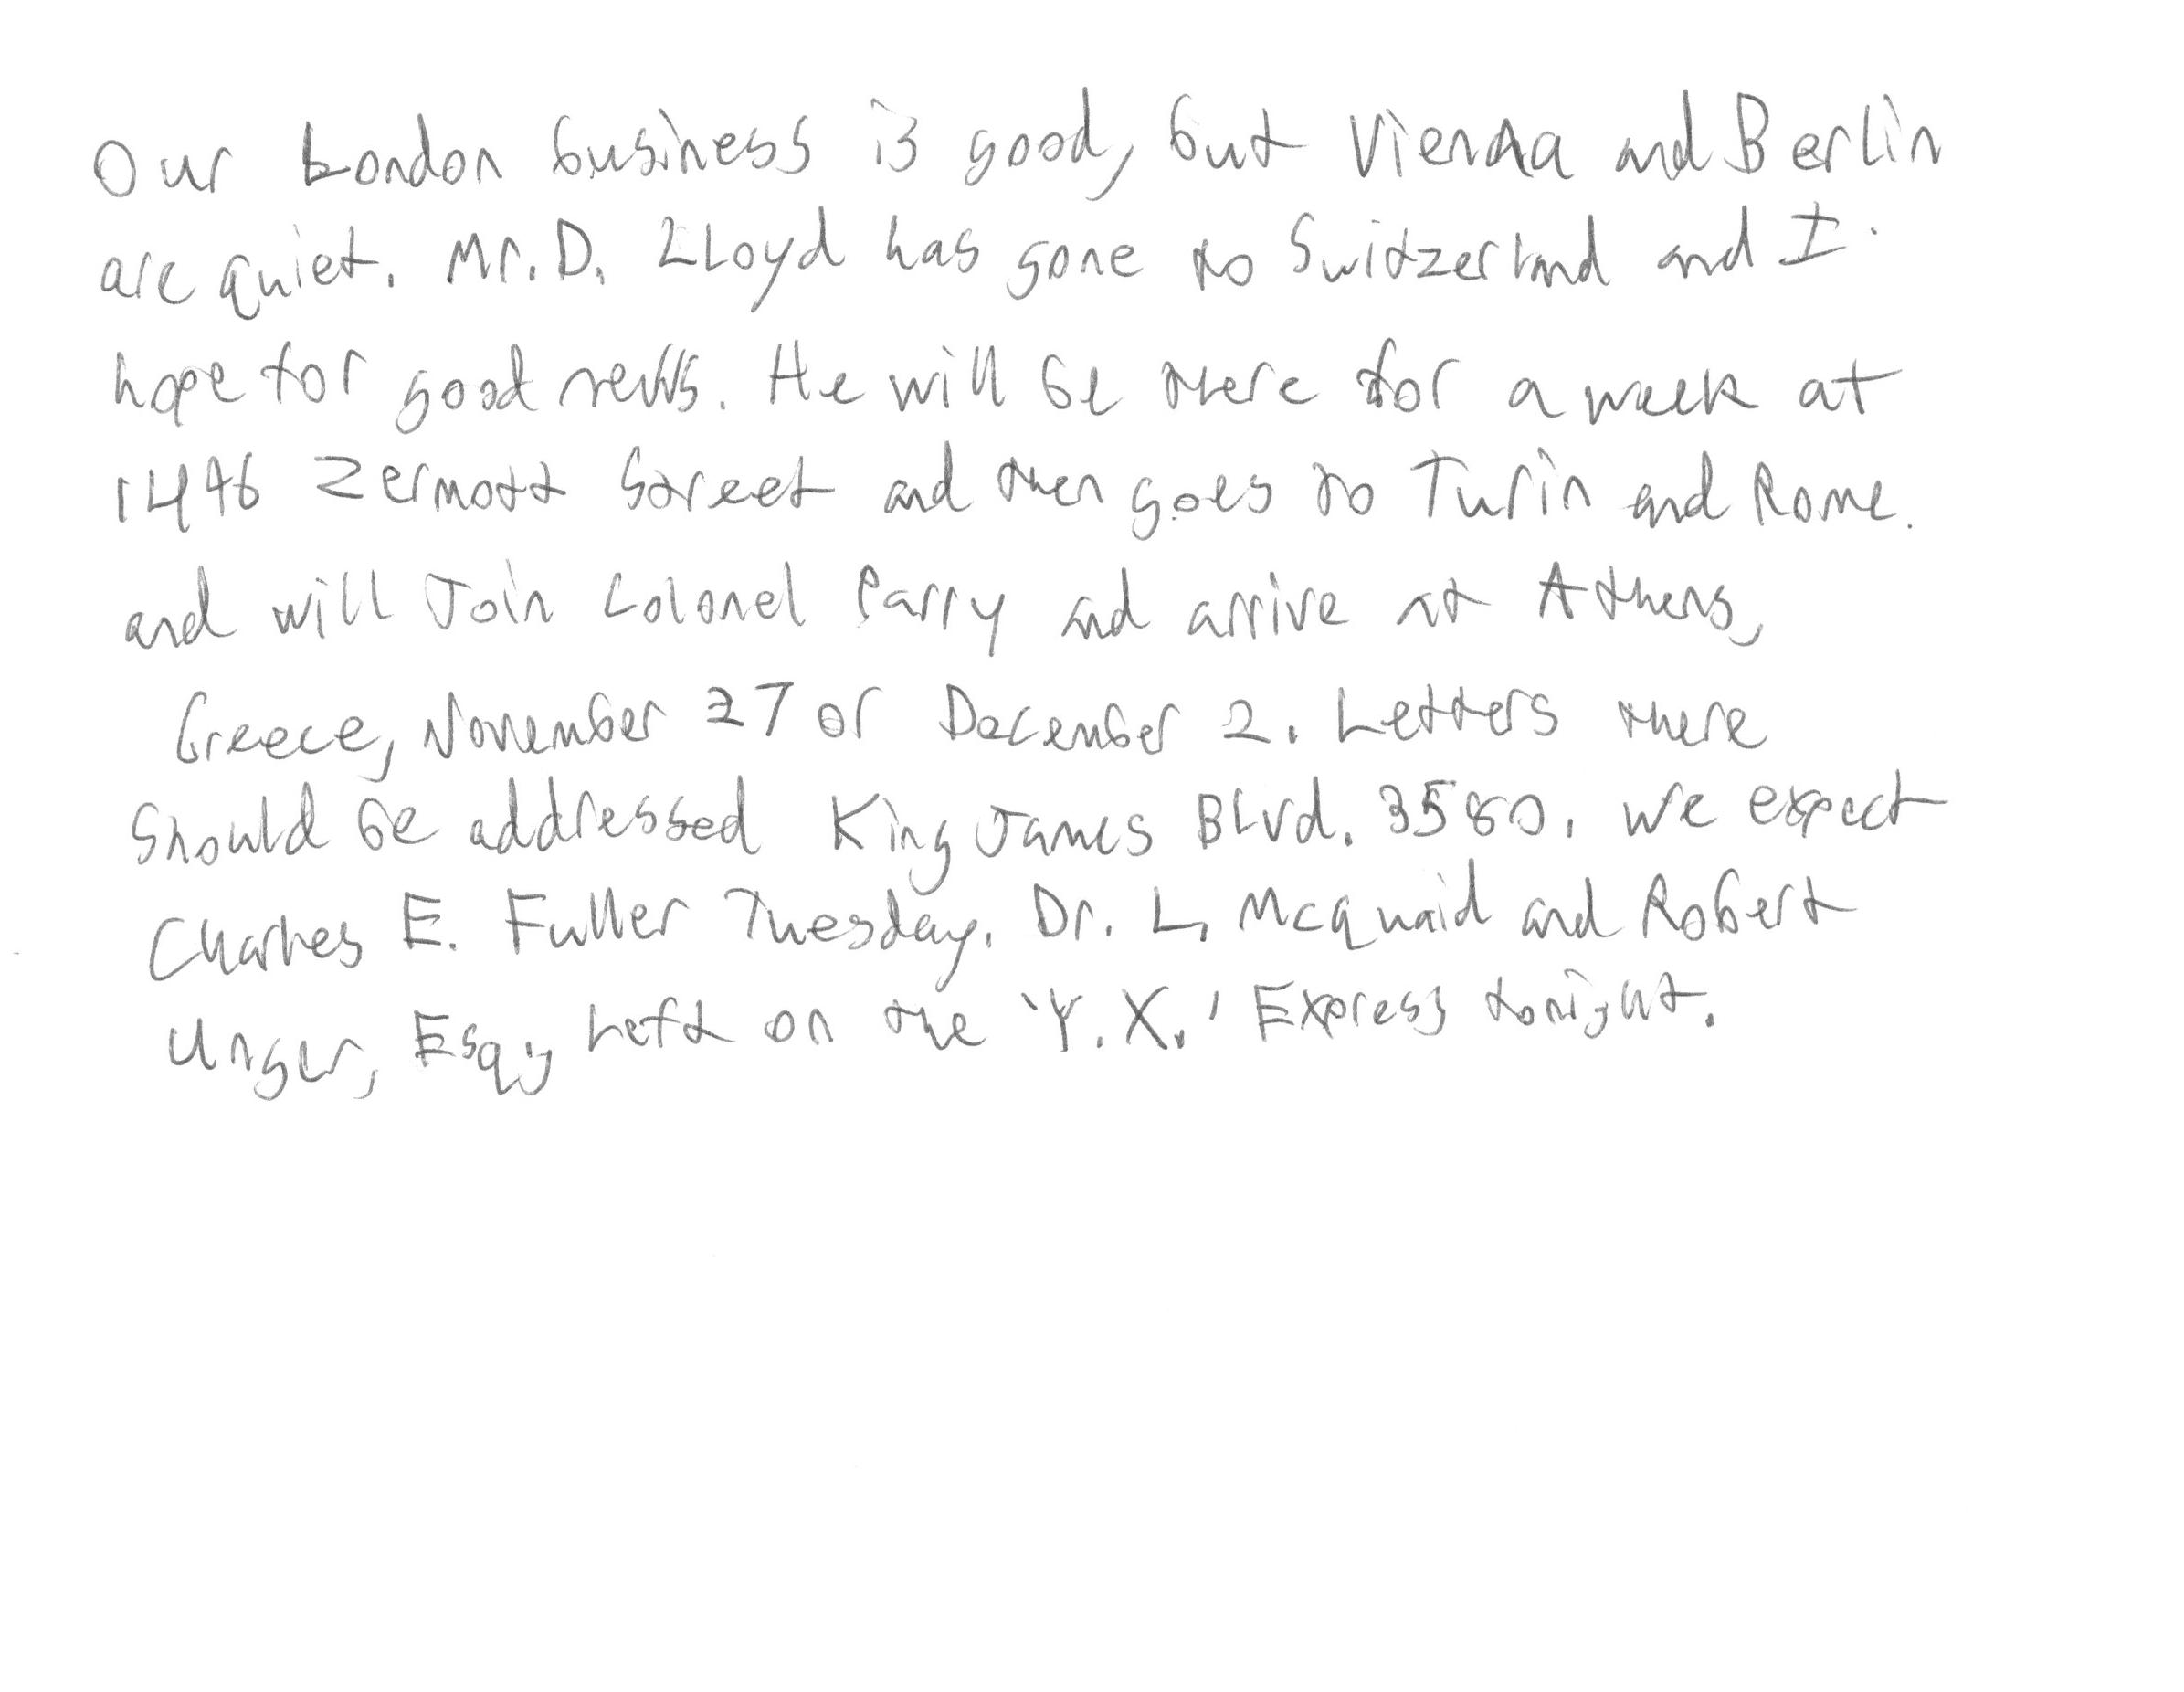 Our London business is good, but Vienna and Berlin
are quiet. Mr. D. Lloyd has gone to Switzerland and I
hope for good news. He will be there for a week at
1446 Zermott Street and then goes to Turin and Rome.
and will Join Colonel Parry and arrive at Athens,
Greece, November 27 or December 2. Letters there
should be addressed King James Blvd. 3580. We expect
Charles E. Fuller Tuesday. Dr. L. McQuaid and Robert
Unger, Esq., Left on the 'Y. X.' Express tonight.